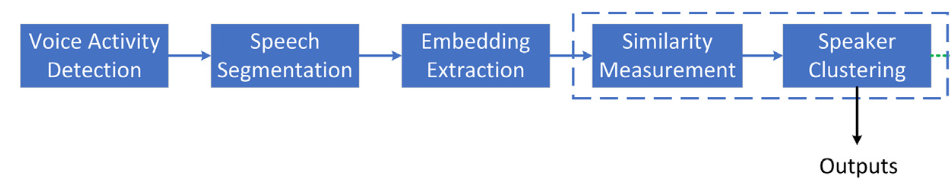 Voice Activity
Detection
Speech
Segmentation
Embedding
Extraction
Similarity
Measurement
Speaker
Clustering
Outputs